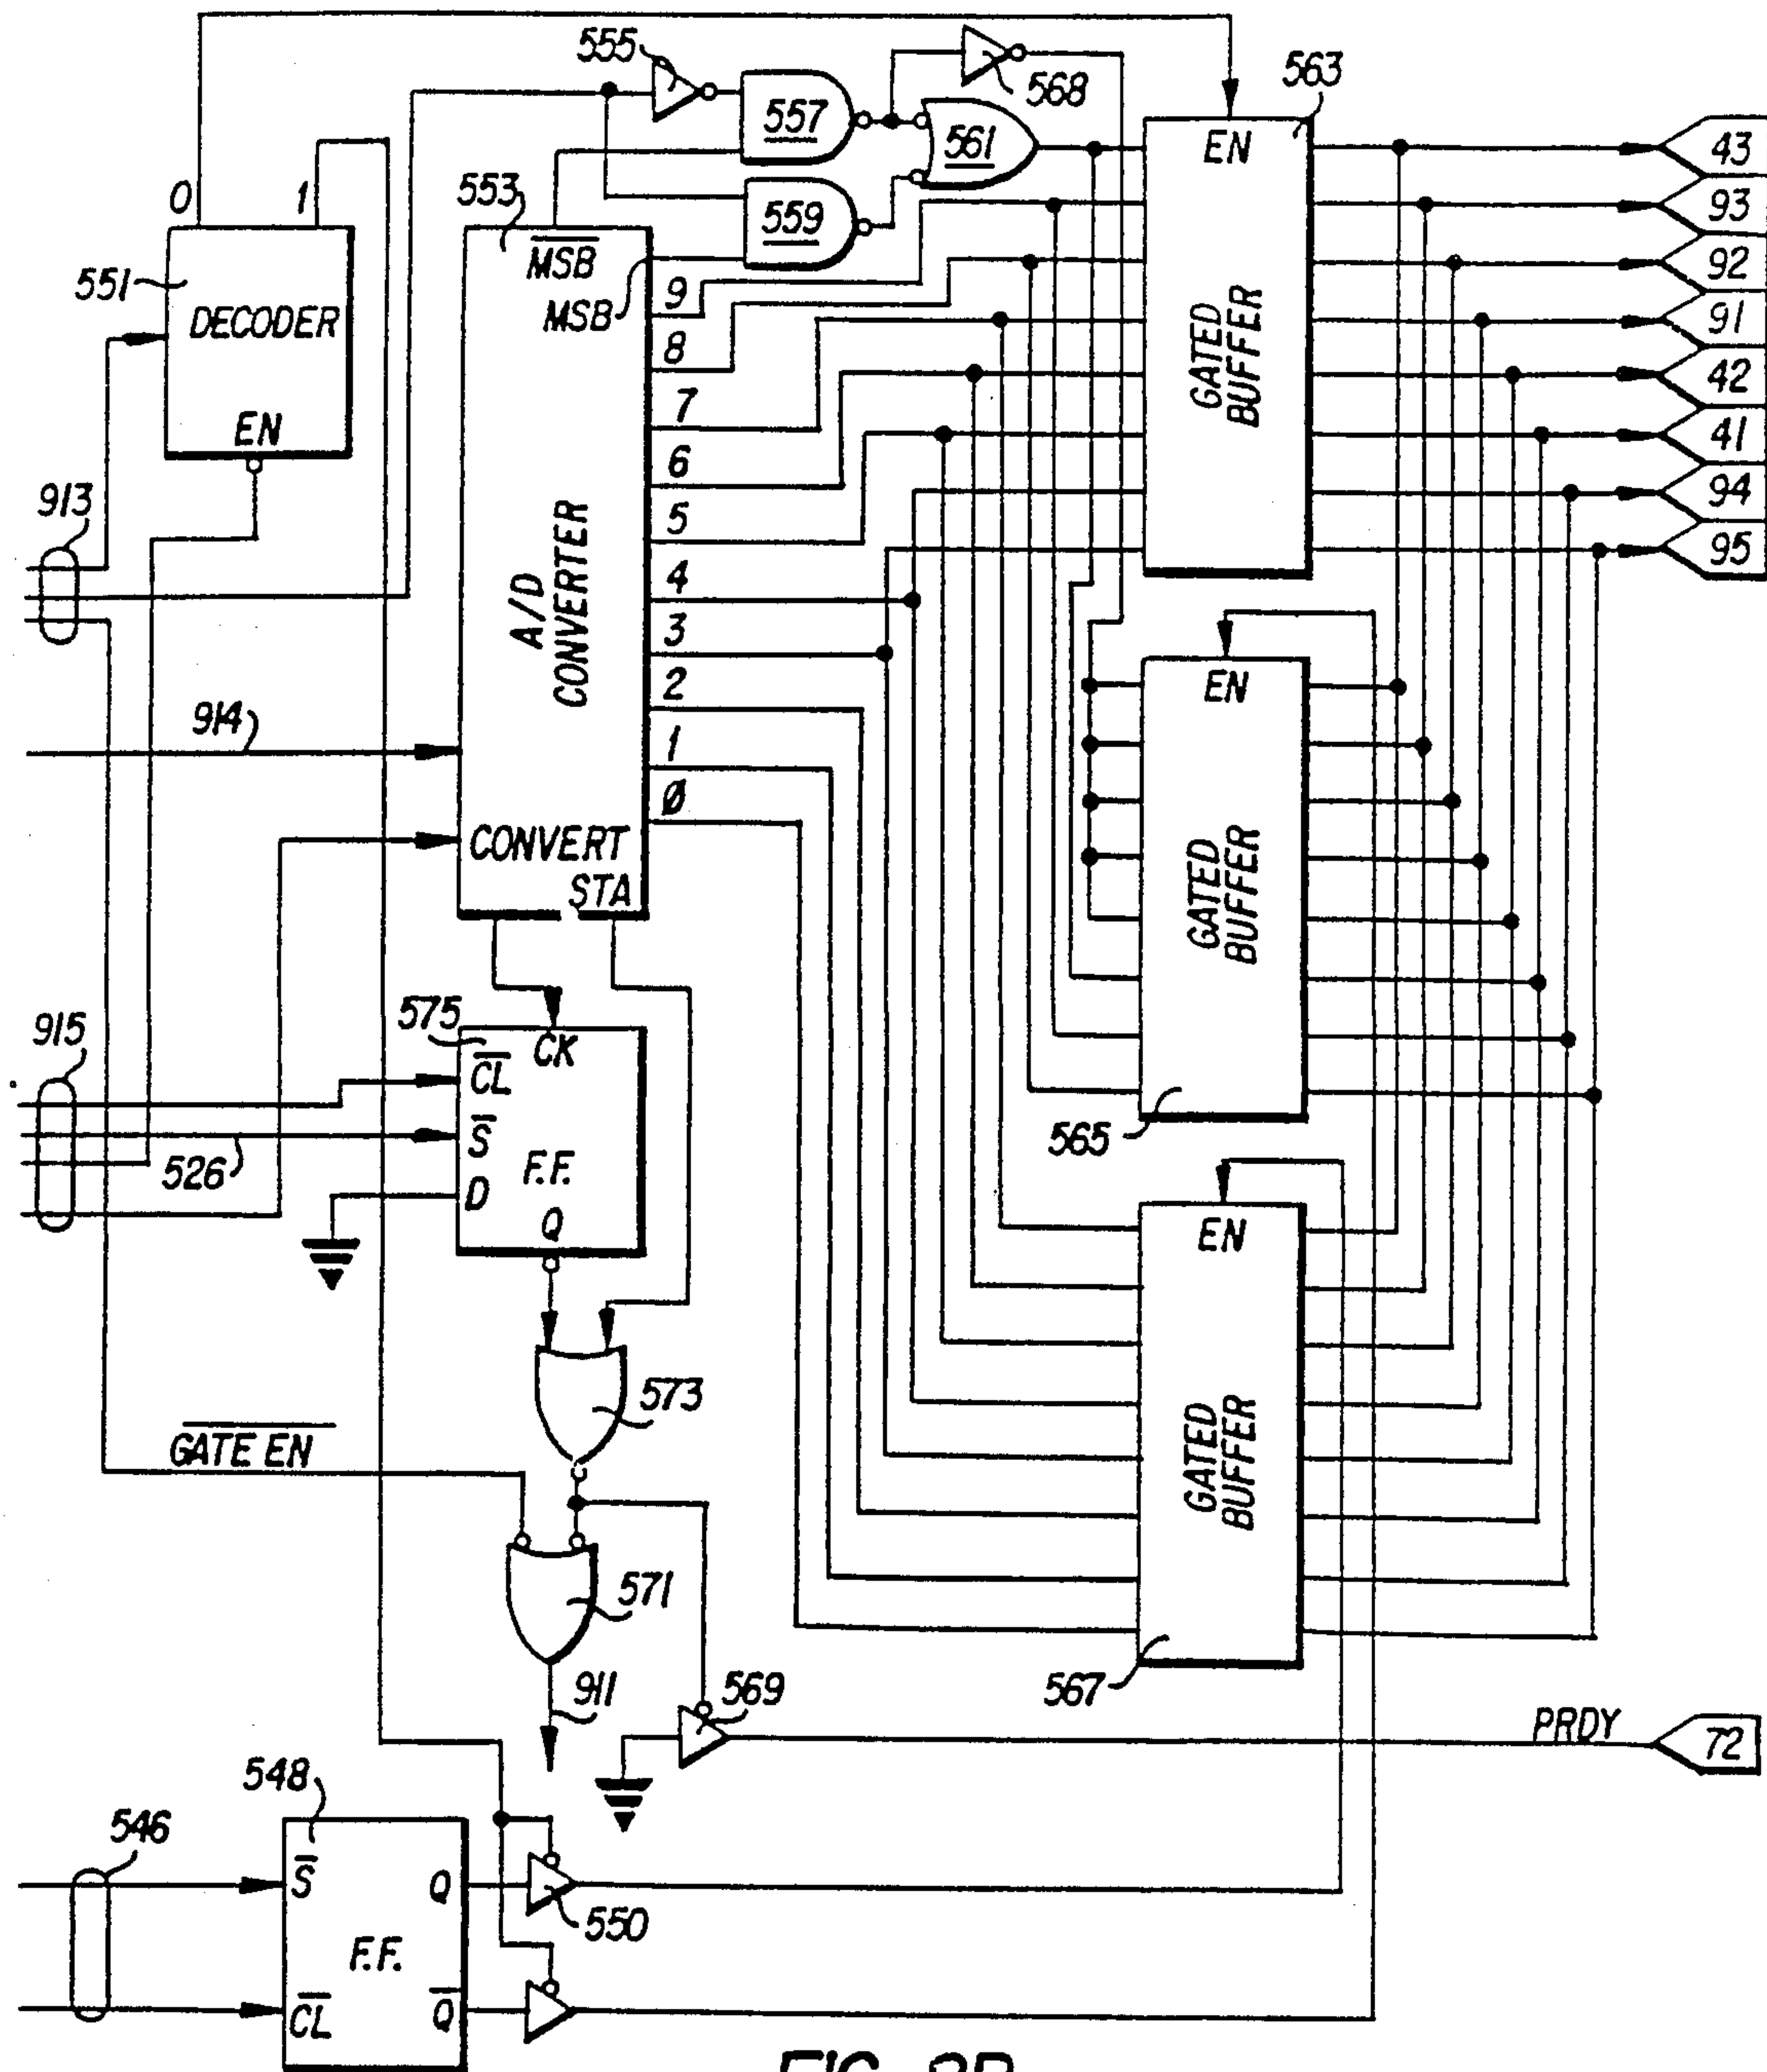 555
568
563
557
561
559
EN
43
93
92
91
42
41
94
95
0
1
551
DECODER
EN
553
MSB
MSB
9
8
7
6
5
4
3
2
1
Ø
A/D CONVERTER
GATED BUFFER
913
914
CONVERT
STA
EN
GATED BUFFER
565
915
575
CK
CL
S
526
D
F.F.
Q
EN
GATED BUFFER
567
573
GATE EN
571
911
569
PRDY
72
548
546
S
Q
550
F.F.
CL
Q